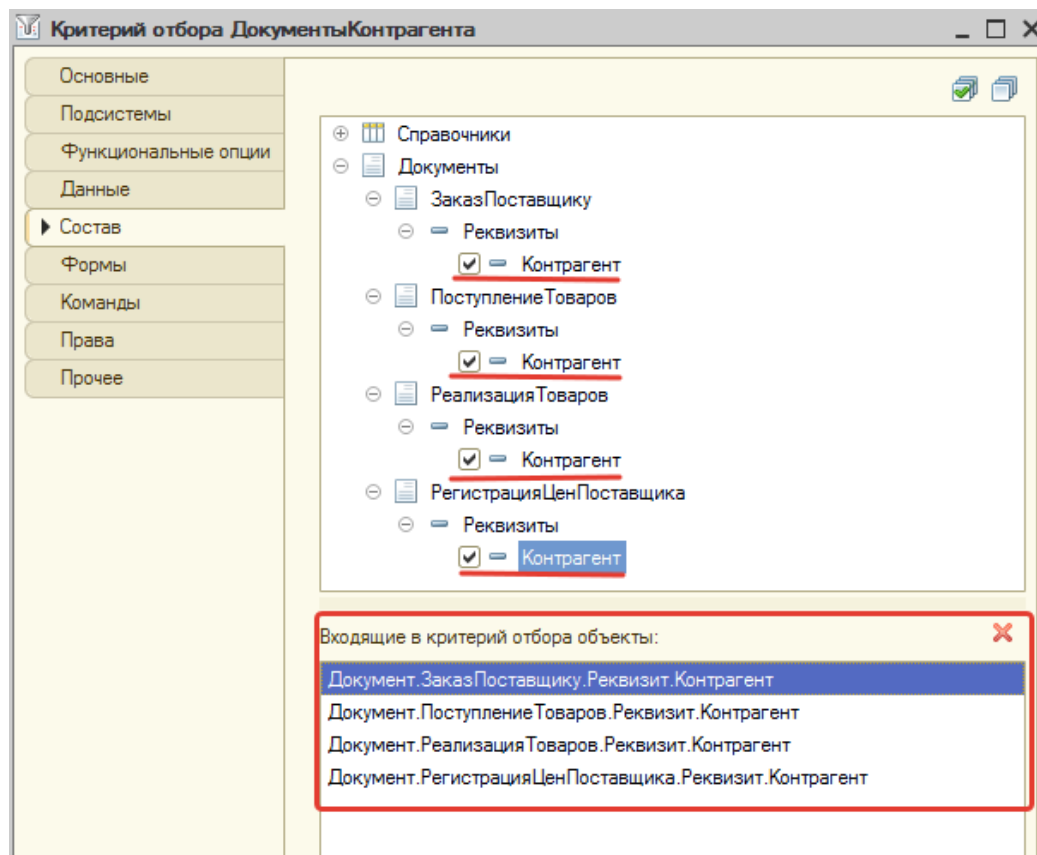 Критерий отбора ДокументыКонтрагента
Основные
Подсистемы
Функциональные опции
Данные
Состав
Формы
Команды
Права
Прочее
Справочники
Документы
ЗаказПоставщику
Реквизиты
Контрагент
ПоступлениеТоваров
Реквизиты
Контрагент
РеализацияТоваров
Реквизиты
Контрагент
РегистрацияЦенПоставщика
Реквизиты
Контрагент
Входящие в критерий отбора объекты:
Документ.ЗаказПоставщику.Реквизит.Контрагент
Документ.ПоступлениеТоваров.Реквизит.Контрагент
Документ.РеализацияТоваров.Реквизит.Контрагент
Документ.РегистрацияЦенПоставщика.Реквизит.Контрагент